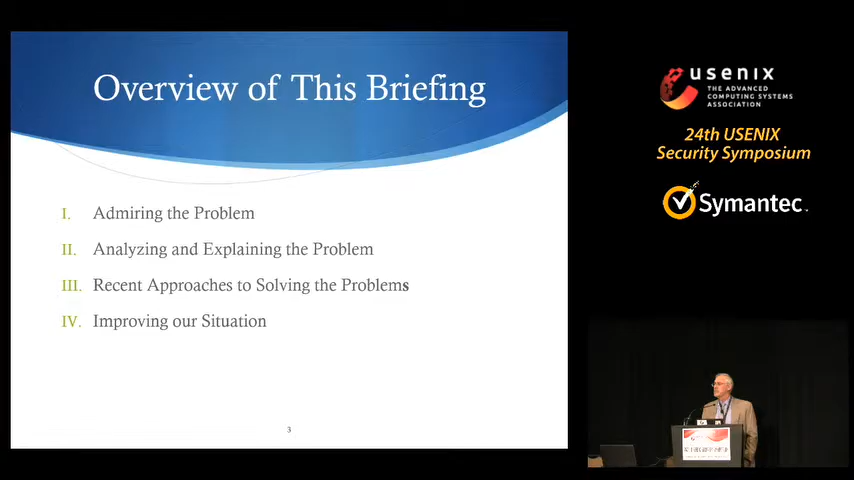 Overview of This Briefing
I. Admiring the Problem
II. Analyzing and Explaining the Problem
III. Recent Approaches to Solving the Problems
IV. Improving our Situation
3
usenix
THE ADVANCED
COMPUTING SYSTEMS
ASSOCIATION
24th USENIX
Security Symposium
Symantec.